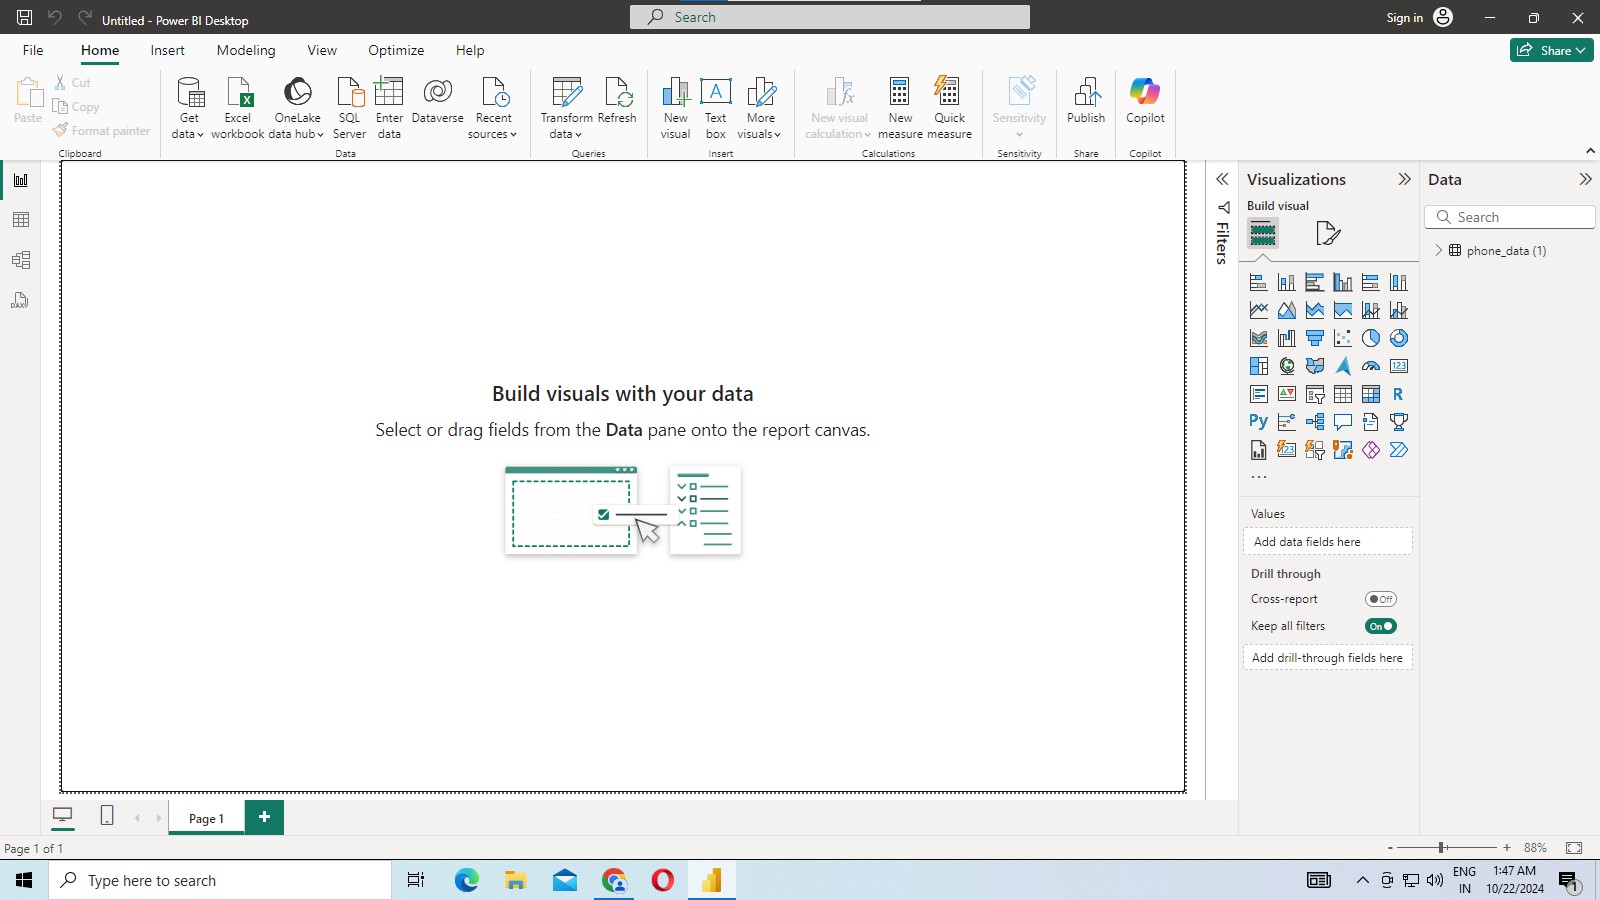 Untitled - Power BI Desktop
Search
Sign in
File
Home
Insert
Modeling
View
Optimize
Help
Share
Paste
Cut
Copy
Format painter
Clipboard
Get data
Excel workbook
OneLake data hub
SQL Server
Enter data
Dataverse
Recent sources
Data
Transform data
Refresh
Queries
New visual
Text box
More visuals
Insert
New visual calculation
New measure
Quick measure
Calculations
Sensitivity
Sensitivity
Publish
Share
Copilot
Copilot
DAX
Build visuals with your data
Select or drag fields from the Data pane onto the report canvas.
Filters
Visualizations
Build visual
123
R
Py
123
...
Values
Add data fields here
Drill through
Cross-report
Off
Keep all filters
On
Add drill-through fields here
Data
Search
phone_data (1)
Page 1
+
Page 1 of 1
- + 88%
Type here to search
ENG
IN
1:47 AM
10/22/2024
1